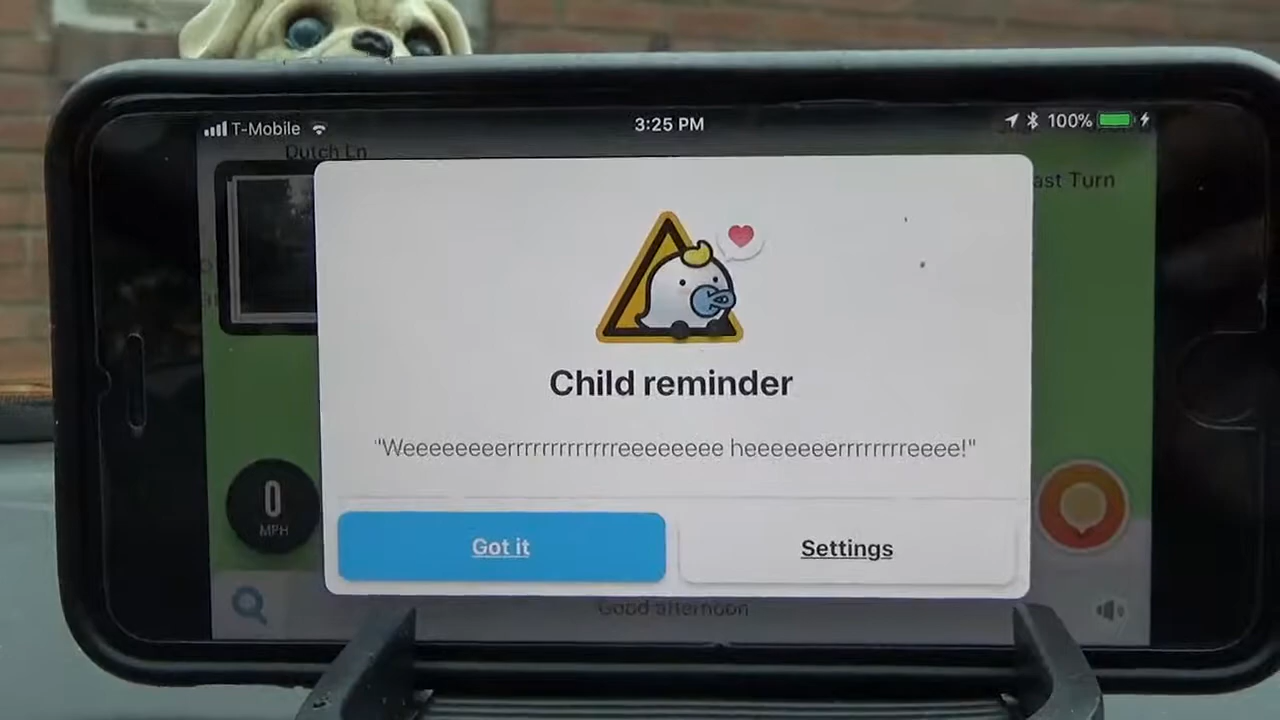 T-Mobile
3:25 PM
100%
Dutch Ln
ast Turn
Child reminder
"Weeeeeeeerrrrrrrrrrrrrreeeeeeee heeeeeeerrrrrrrreeee!"
0
MPH
Got it
Settings
Good afternoon